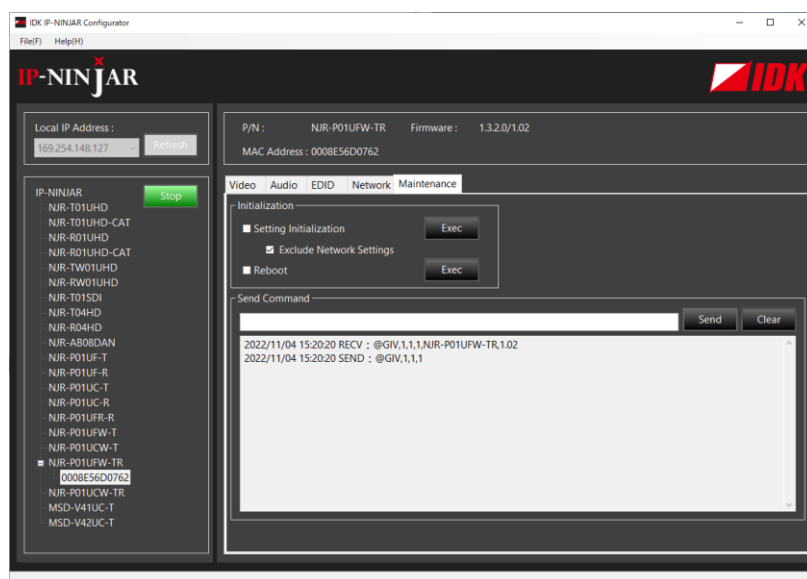 IDK IP-NINJAR Configurator
File(F) Help(H)
IP-NINJAR
IDK
Local IP Address :
169.254.148.127
Refresh
P/N : NJR-P01UFW-TR Firmware : 1.3.2.0/1.02
MAC Address : 0008E56D0762
IP-NINJAR
Stop
NJR-T01UHD
NJR-T01UHD-CAT
NJR-R01UHD
NJR-R01UHD-CAT
NJR-TW01UHD
NJR-RW01UHD
NJR-T01SDI
NJR-T04HD
NJR-R04HD
NJR-AB08DAN
NJR-P01UF-T
NJR-P01UF-R
NJR-P01UC-T
NJR-P01UC-R
NJR-P01UFR-R
NJR-P01UFW-T
NJR-P01UCW-T
NJR-P01UFW-TR
0008E56D0762
NJR-P01UCW-TR
MSD-V41UC-T
MSD-V42UC-T
Video Audio EDID Network Maintenance
Initialization
Setting Initialization Exec
Exclude Network Settings
Reboot Exec
Send Command
Send Clear
2022/11/04 15:20:20 RECV : @GIV,1,1,1,NJR-P01UFW-TR,1.02
2022/11/04 15:20:20 SEND : @GIV,1,1,1